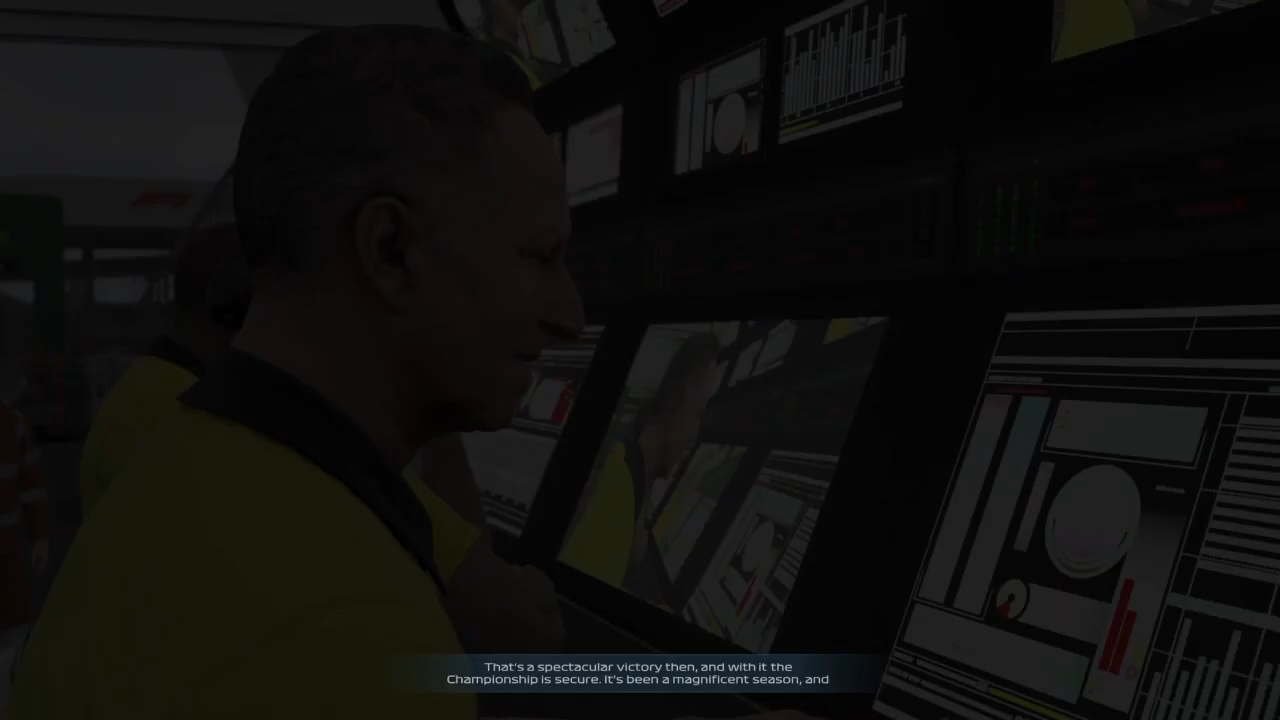 That's a spectacular victory then, and with it the
Championship is secure. It's been a magnificent season, and